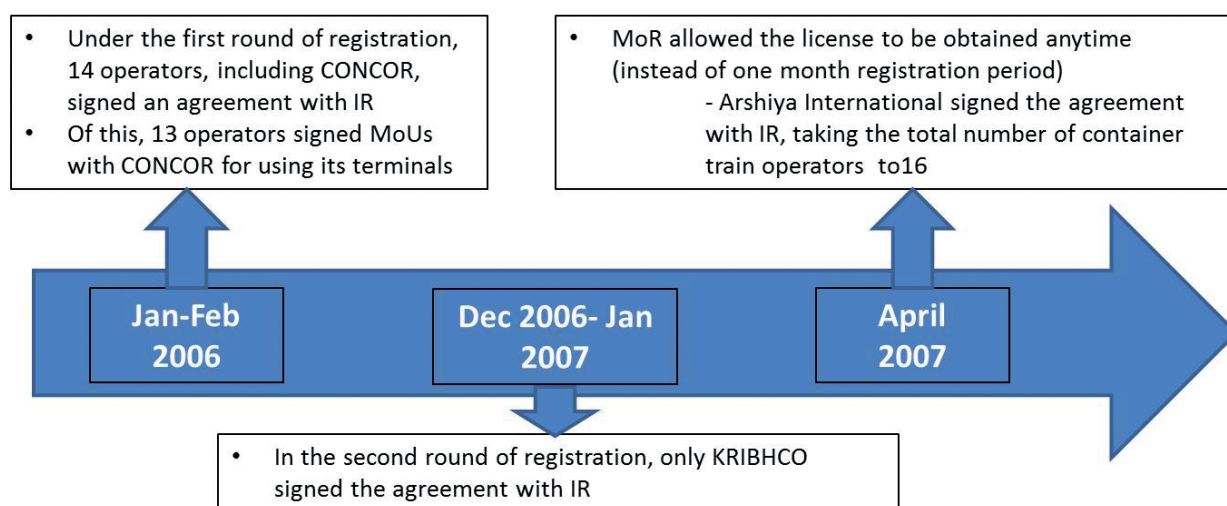 • Under the first round of registration,
14 operators, including CONCOR,
signed an agreement with IR
• Of this, 13 operators signed MoUs
with CONCOR for using its terminals
• MoR allowed the license to be obtained anytime
(instead of one month registration period)
- Arshiya International signed the agreement
with IR, taking the total number of container
train operators to16
Jan-Feb
2006
Dec 2006- Jan
2007
April
2007
• In the second round of registration, only KRIBHCO
signed the agreement with IR